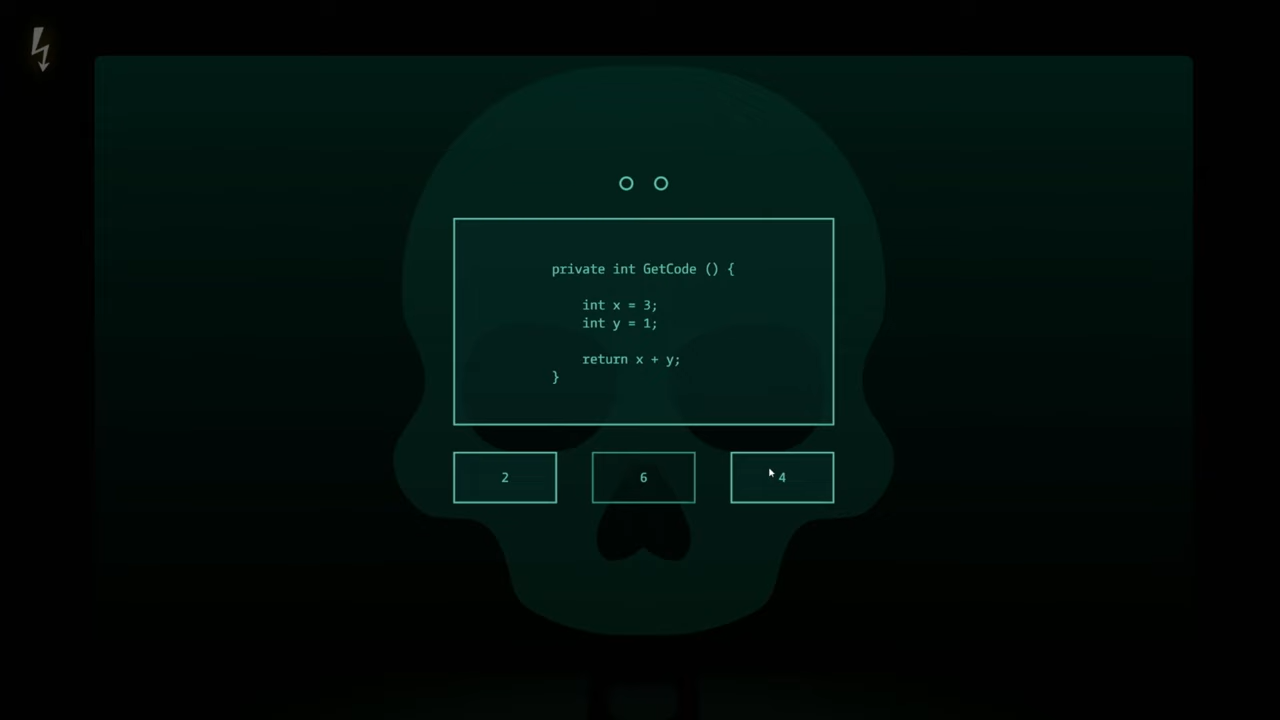 private int GetCode () {
int x = 3;
int y = 1;
return x + y;
}
2
6
4